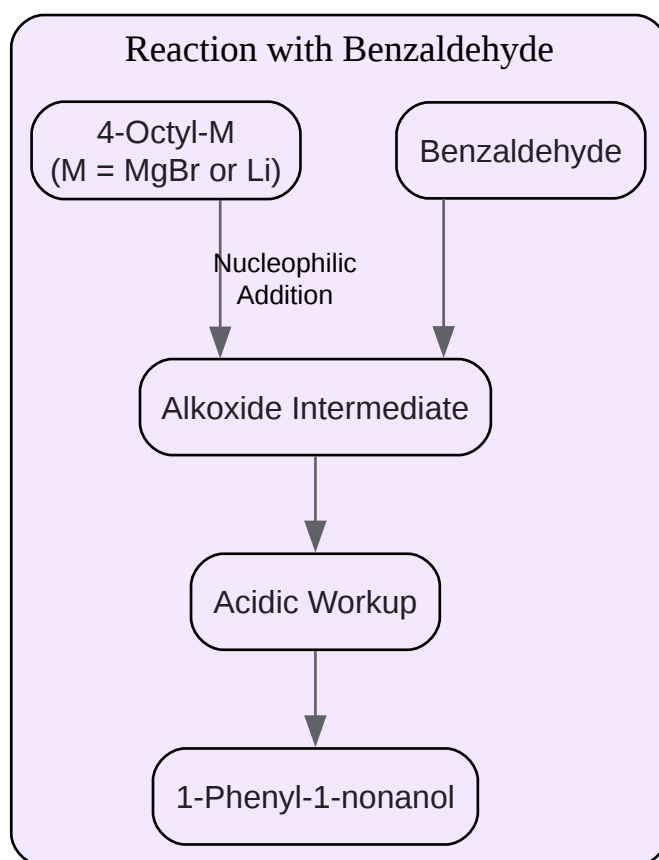 Reaction with Benzaldehyde
4-Octyl-M
(M = MgBr or Li)
Benzaldehyde
Nucleophilic
Addition
Alkoxide Intermediate
Acidic Workup
1-Phenyl-1-nonanol